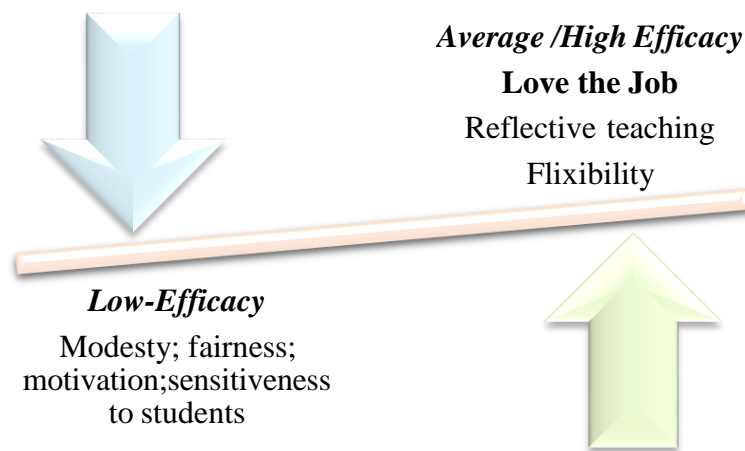 Average /High Efficacy
Love the Job
Reflective teaching
Flixibility
Low-Efficacy
Modesty; fairness;
motivation;sensitiveness
to students